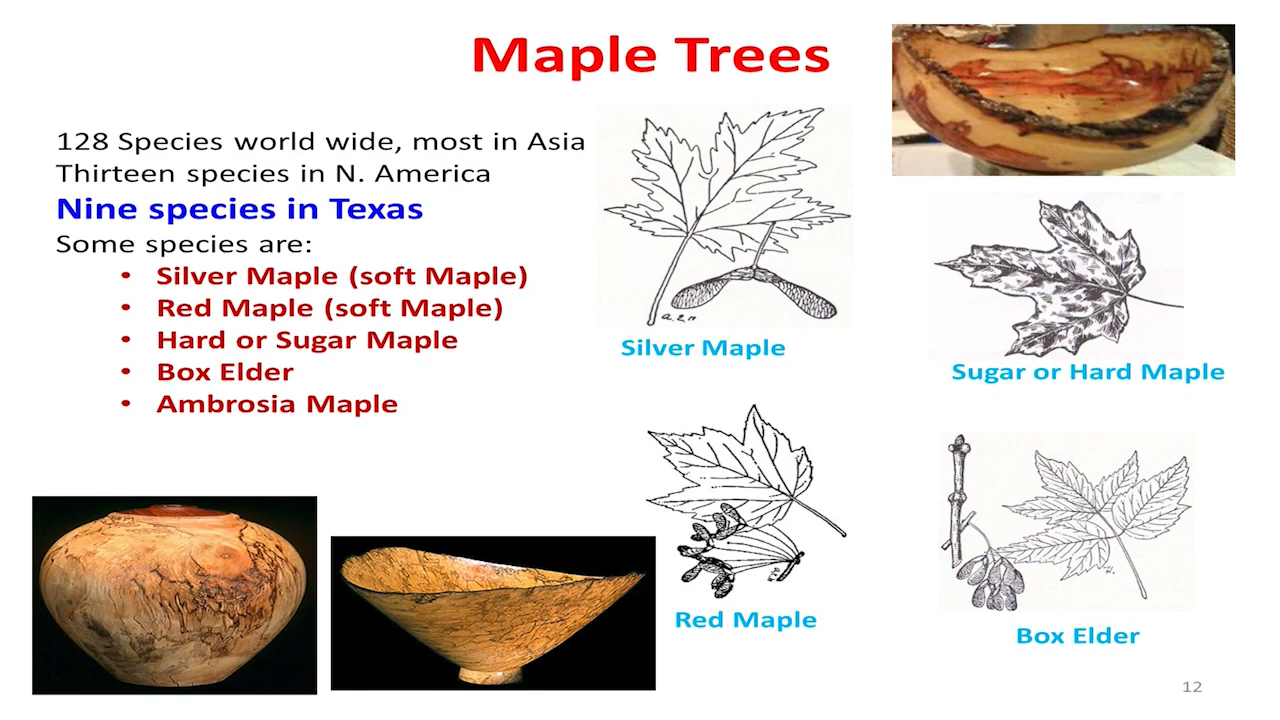 Maple Trees
128 Species world wide, most in Asia
Thirteen species in N. America
Nine species in Texas
Some species are:
• Silver Maple (soft Maple)
• Red Maple (soft Maple)
• Hard or Sugar Maple
• Box Elder
• Ambrosia Maple
Silver Maple
Sugar or Hard Maple
Red Maple
Box Elder
12